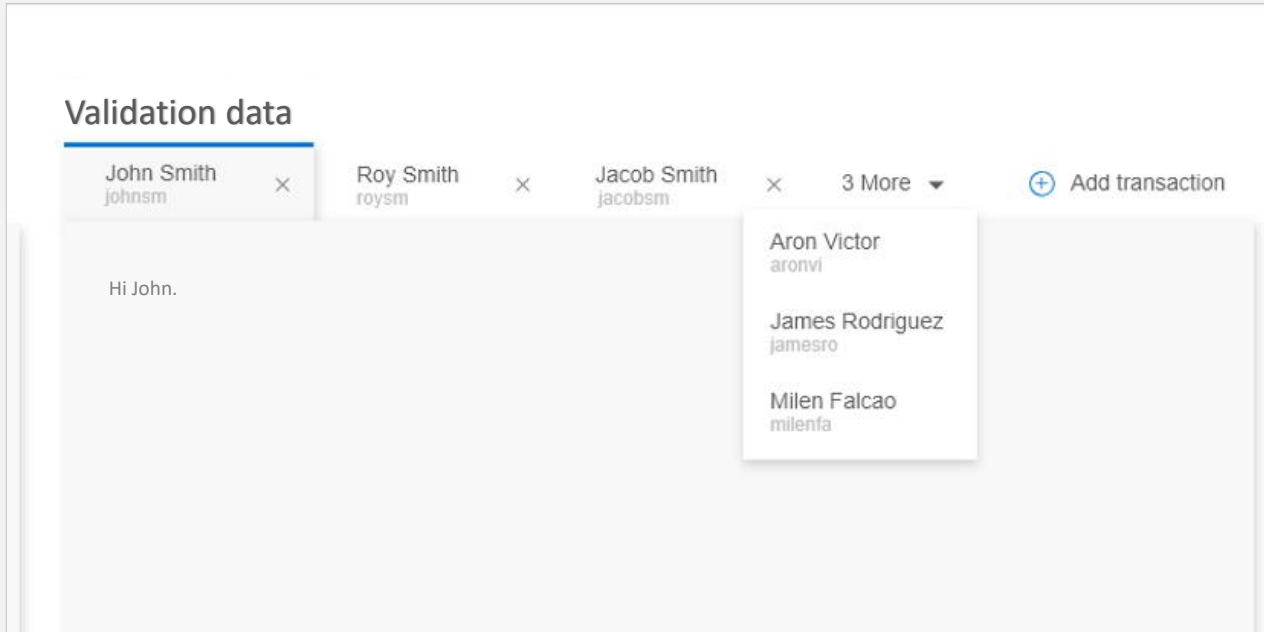 Validation data
John Smith
johnsm
Roy Smith
roysm
Jacob Smith
jacobsm
3 More
Add transaction
Aron Victor
aronvi
James Rodriguez
jamesro
Milen Falcao
milenfa
Hi John.